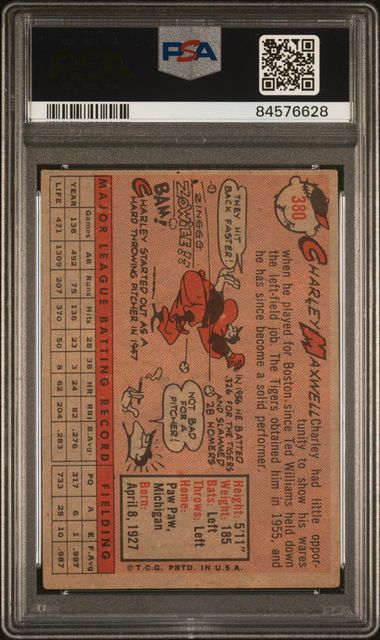 PSA
84576628
380
CHARLEY MAXWELL
Charley had little oppor-
tunity to show his wares
when he played for Boston since Ted Williams held down
the left-field job. The Tigers obtained him in 1955, and
he has since become a solid performer.
THEY HIT
BACK FASTER!
ZINGGG
ZOWIEE!!
BAM!
CHARLEY STARTED OUT AS A
HARD THROWING PITCHER IN 1947
IN 1956 HE BATTED
.326 FOR THE TIGERS
AND SLAMMED
28 HOMERS
NOT BAD
FOR A
PITCHER!
Height: 5'11"
Weight: 185
Bats: Left
Throws: Left
Home:
Paw Paw,
Michigan
Born:
April 8, 1927
MAJOR LEAGUE BATTING RECORD FIELDING
Games AB Runs Hits 2B 3B HR RBI B.Avg. PO A E F.Avg
YEAR 138 492 75 136 23 3 24 82 .276 317 6 1 .997
LIFE 471 1309 207 370 50 8 62 204 .283 733 25 10 .987
© T.C.G. PRTD. IN U.S.A.